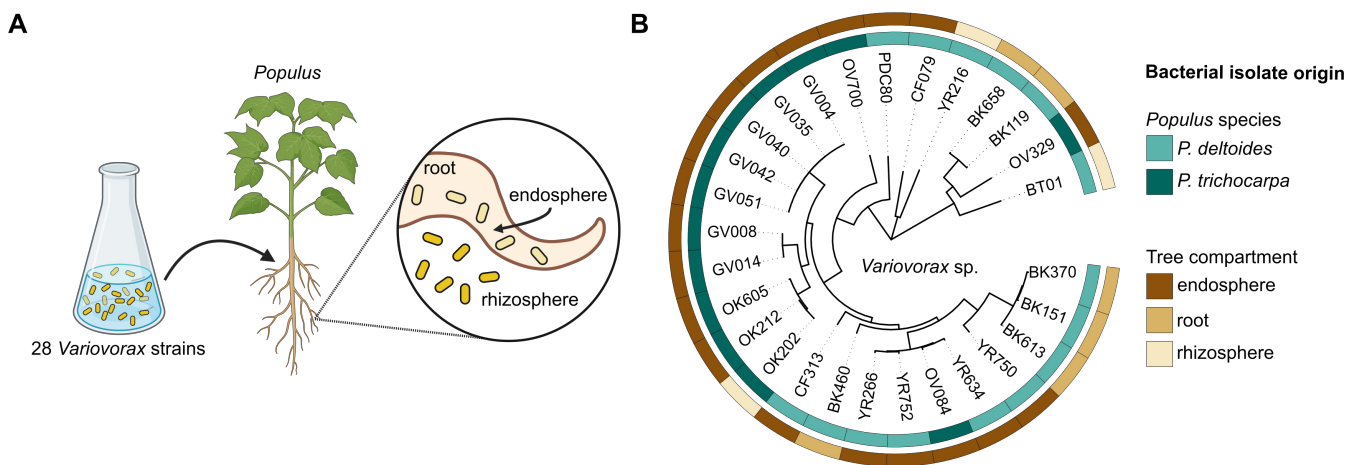 A
Populus
root
endosphere
rhizosphere
28 Variovorax strains
B
GV051
GV042
GV040
GV035
GV004
OV700
PDC80
CF079
YR216
BK658
BK119
OV329
BT01
GV008
GV014
OK605
OK212
OK202
CF313
BK460
YR266
YR752
OV084
YR634
YR750
BK613
BK151
BK370
Variovorax sp.
Bacterial isolate origin
Populus species
P. deltoides
P. trichocarpa
Tree compartment
endosphere
root
rhizosphere